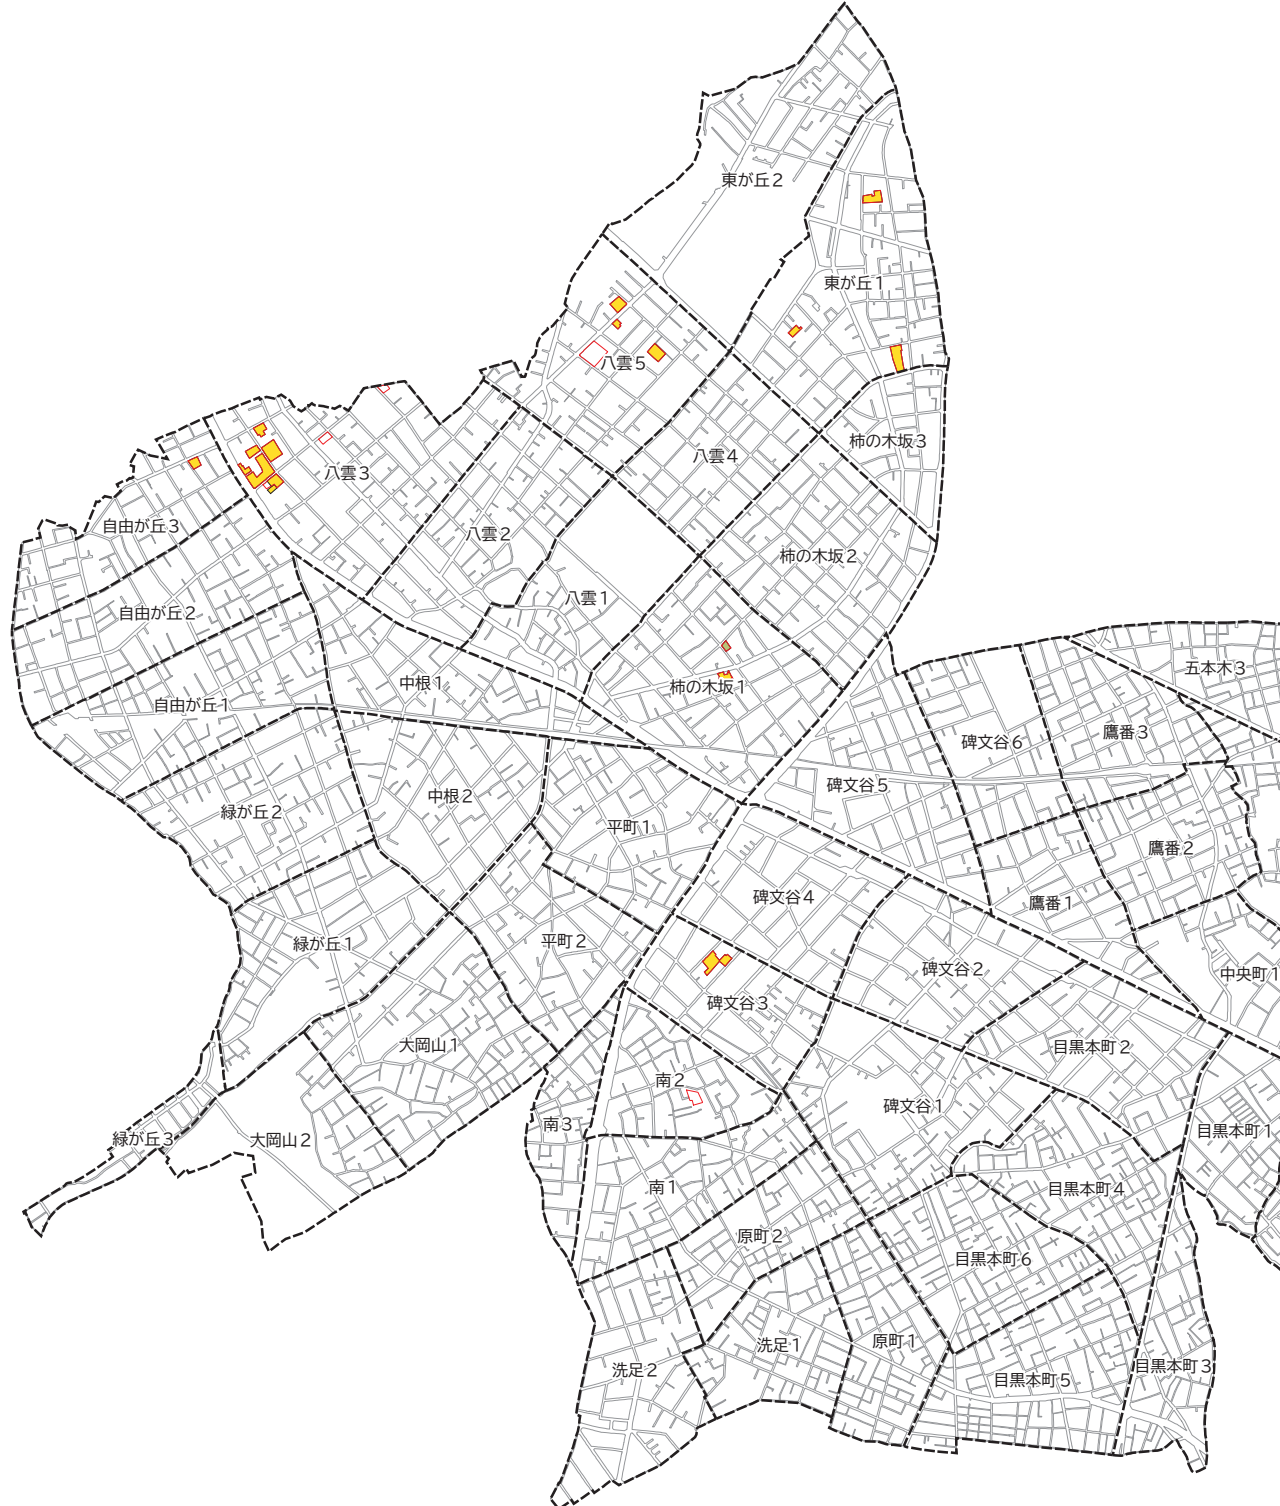 東が丘2
東が丘1
八雲5
柿の木坂3
八雲4
八雲3
自由が丘3
八雲2
柿の木坂2
八雲1
自由が丘2
五本木3
中根1
柿の木坂1
自由が丘1
鷹番3
碑文谷6
碑文谷5
中根2
緑が丘2
平町1
鷹番2
碑文谷4
鷹番1
緑が丘1
平町2
碑文谷2
中央町1
碑文谷3
大岡山1
目黒本町2
南2
碑文谷1
南3
目黒本町1
緑が丘3
大岡山2
南1
目黒本町4
原町2
目黒本町6
洗足1
原町1
目黒本町3
洗足2
目黒本町5